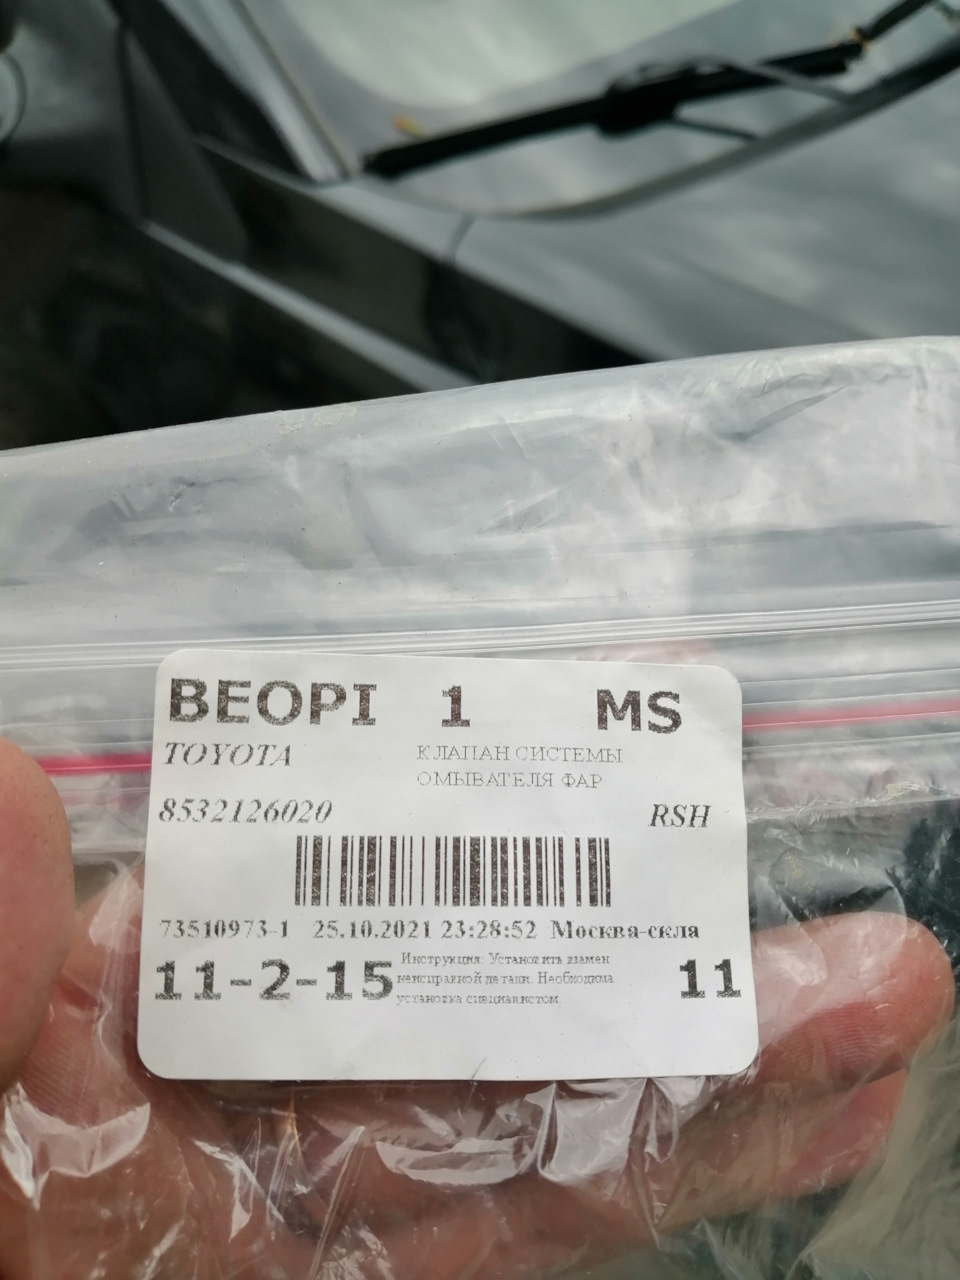 BEOPI 1 MS
TOYOTA КЛАПАН СИСТЕМЫ
ОМЫВАТЕЛЯ ФАР
8532126020 RSH
73510973-1 25.10.2021 23:28:52 Москва-скла
11-2-15 Инструкция: Установить взамен 11
неисправной детали. Необходима
установка специалистом.